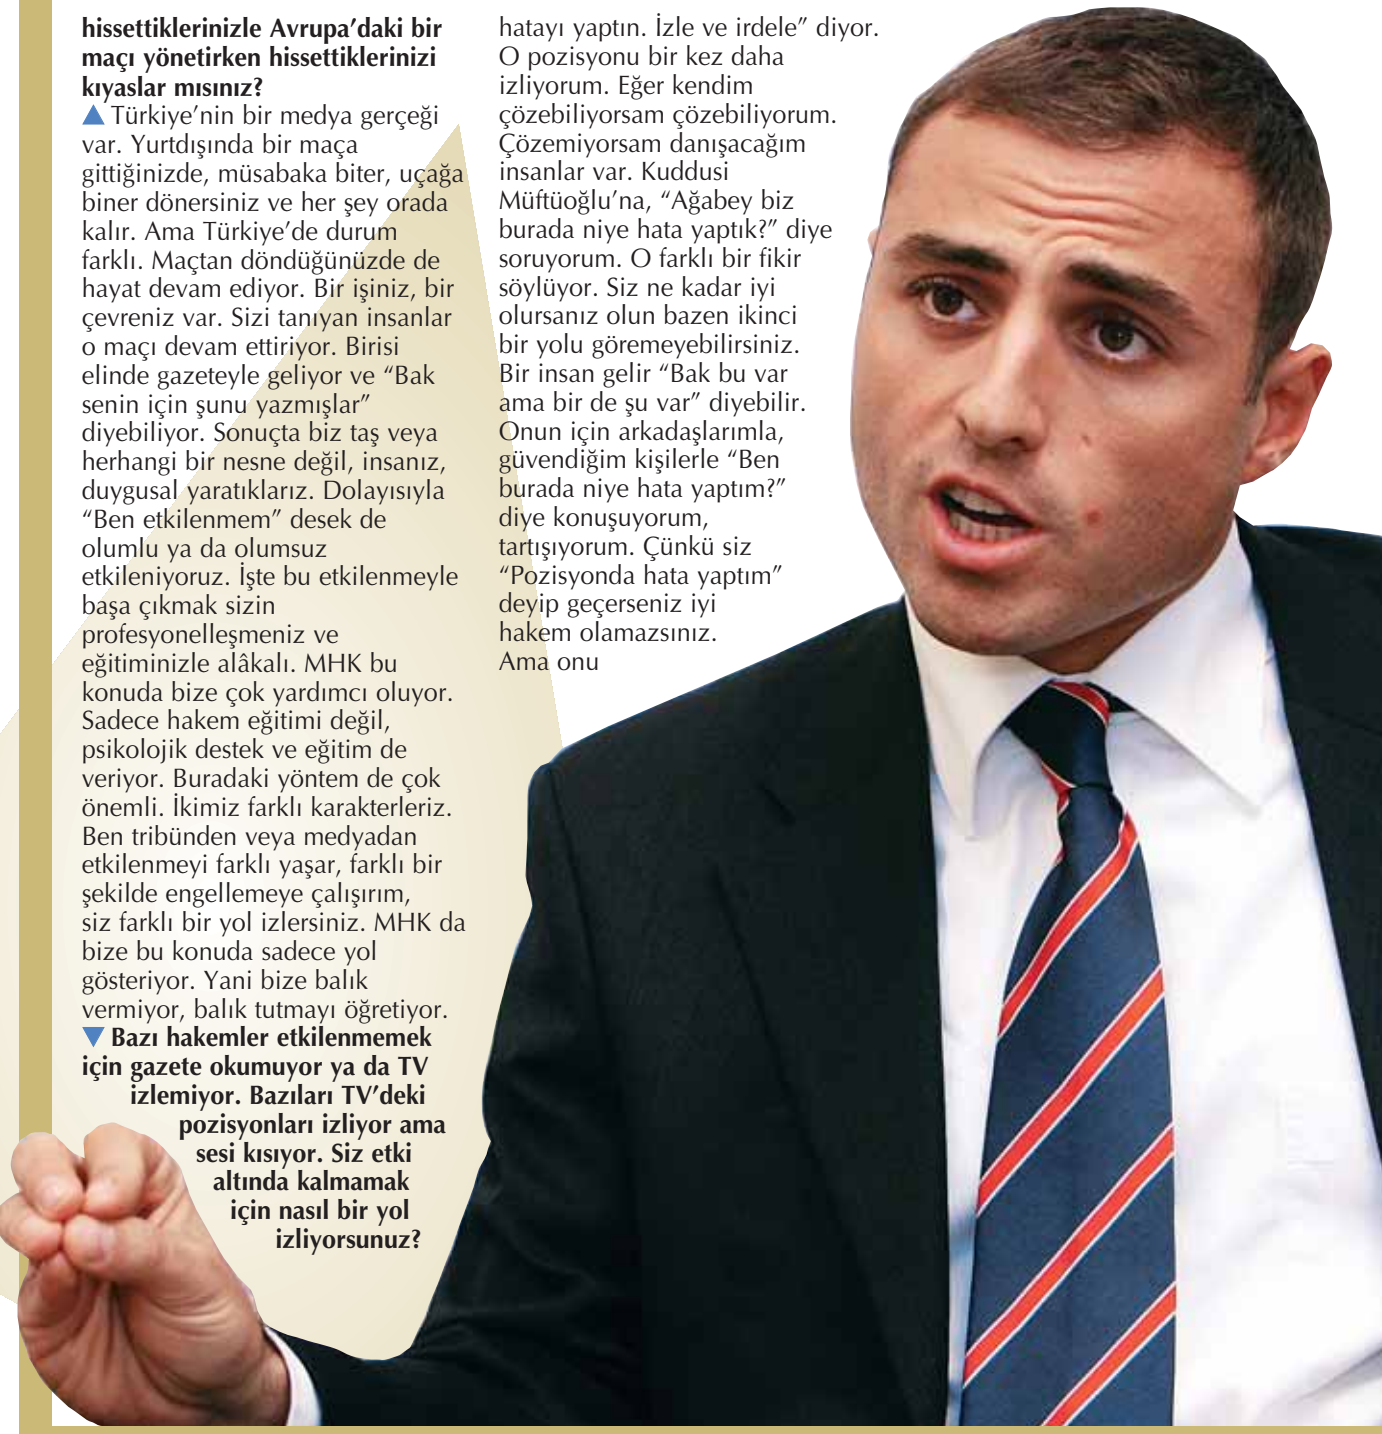 hissettiklerinizle Avrupa’daki bir
maçı yönetirken hissettiklerinizi
kıyaslar mısınız?
▲ Türkiye’nin bir medya gerçeği
var. Yurtdışında bir maça
gittiğinizde, müsabaka biter, uçağa
biner dönersiniz ve her şey orada
kalır. Ama Türkiye’de durum
farklı. Maçtan döndüğünüzde de
hayat devam ediyor. Bir işiniz, bir
çevreniz var. Sizi tanıyan insanlar
o maçı devam ettiriyor. Birisi
elinde gazeteyle geliyor ve “Bak
senin için şunu yazmışlar”
diyebiliyor. Sonuçta biz taş veya
herhangi bir nesne değil, insanız,
duygusal yaratıklarız. Dolayısıyla
“Ben etkilenmem” desek de
olumlu ya da olumsuz
etkileniyoruz. İşte bu etkilenmeyle
başa çıkmak sizin
profesyonelleşmeniz ve
eğitiminizle alâkalı. MHK bu
konuda bize çok yardımcı oluyor.
Sadece hakem eğitimi değil,
psikolojik destek ve eğitim de
veriyor. Buradaki yöntem de çok
önemli. İkimiz farklı karakterleriz.
Ben tribünden veya medyadan
etkilenmeyi farklı yaşar, farklı bir
şekilde engellemeye çalışırım,
siz farklı bir yol izlersiniz. MHK da
bize bu konuda sadece yol
gösteriyor. Yani bize balık
vermiyor, balık tutmayı öğretiyor.
▼ Bazı hakemler etkilenmemek
için gazete okumuyor ya da TV
izlemiyor. Bazıları TV’deki
pozisyonları izliyor ama
sesi kısıyor. Siz etki
altında kalmamak
için nasıl bir yol
izliyorsunuz?
hatayı yaptın. İzle ve irdele” diyor.
O pozisyonu bir kez daha
izliyorum. Eğer kendim
çözebiliyorsam çözebiliyorum.
Çözemiyorsam danışacağım
insanlar var. Kuddusi
Müftüoğlu’na, “Ağabey biz
burada niye hata yaptık?” diye
soruyorum. O farklı bir fikir
söylüyor. Siz ne kadar iyi
olursanız olun bazen ikinci
bir yolu göremeyebilirsiniz.
Bir insan gelir “Bak bu var
ama bir de şu var” diyebilir.
Onun için arkadaşlarımla,
güvendiğim kişilerle “Ben
burada niye hata yaptım?”
diye konuşuyorum,
tartışıyorum. Çünkü siz
“Pozisyonda hata yaptım”
deyip geçerseniz iyi
hakem olamazsınız.
Ama onu